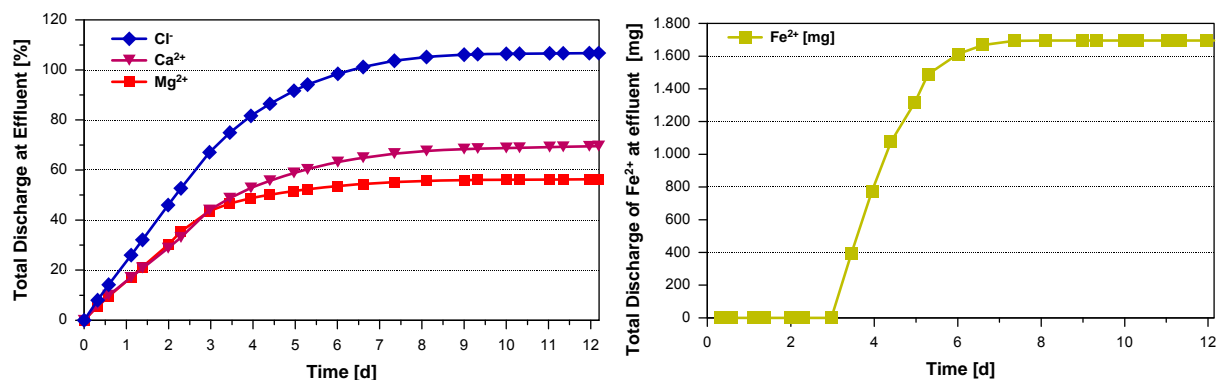 120
100
80
60
40
20
0
Total Discharge at Effluent [%]
Cl⁻
Ca²⁺
Mg²⁺
0 1 2 3 4 5 6 7 8 9 10 11 12
Time [d]
1.800
1.600
1.400
1.200
1.000
800
600
400
200
0
Total Discharge of Fe²⁺ at effluent [mg]
Fe²⁺ [mg]
0 2 4 6 8 10 12
Time [d]